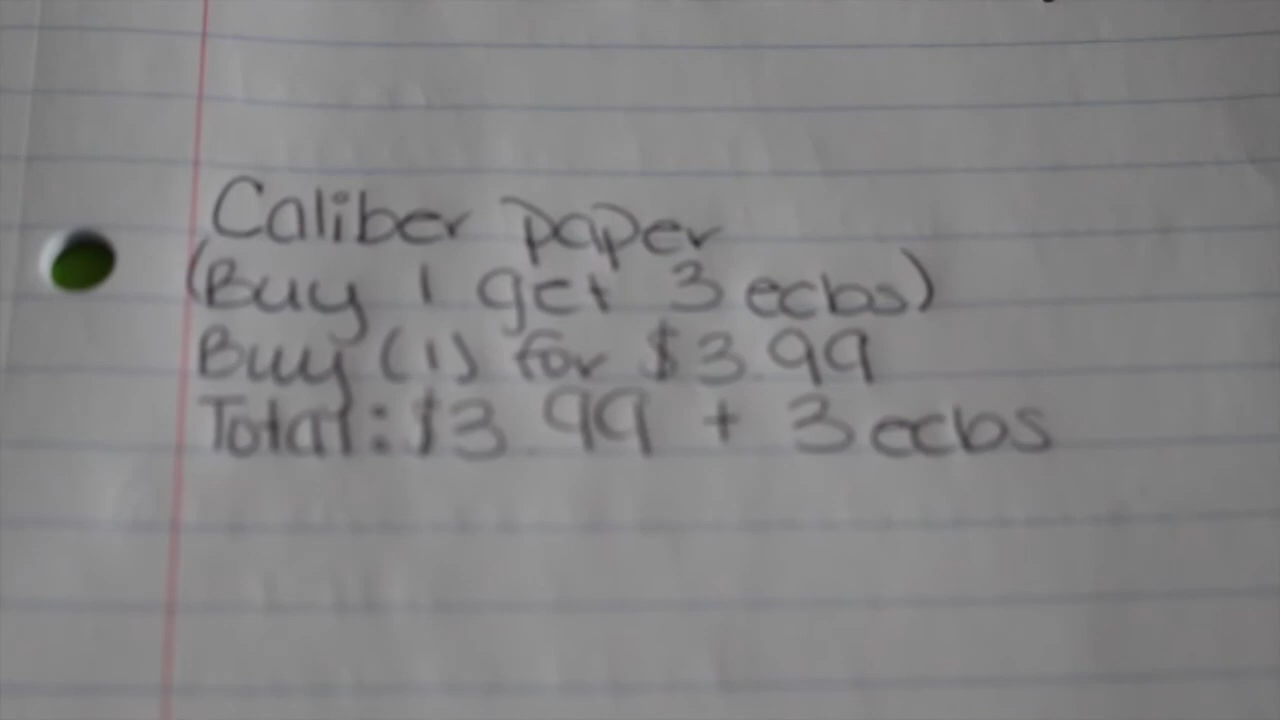 Caliber paper
(Buy 1 get 3 ecbs)
Buy (1) for $3.99
Total: $3.99 + 3 ecbs